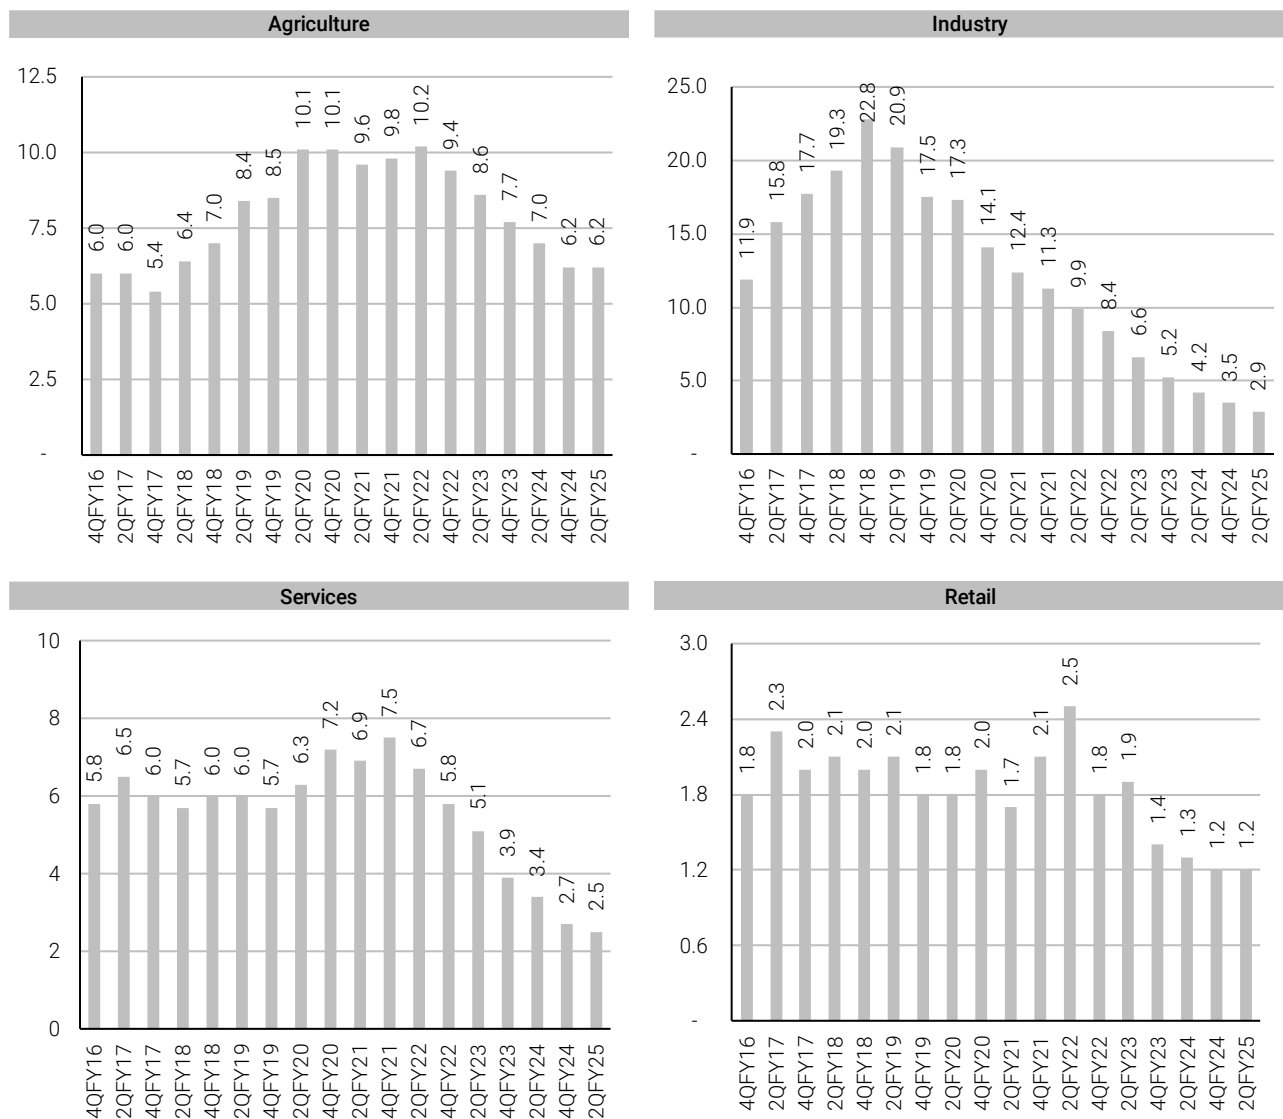 Agriculture
12.5
10.0
7.5
5.0
2.5
-
6.0 6.0 5.4 6.4 7.0 8.4 8.5 10.1 10.1 9.6 9.8 10.2 9.4 8.6 7.7 7.0 6.2 6.2
4QFY16 2QFY17 4QFY17 2QFY18 4QFY18 2QFY19 4QFY19 2QFY20 4QFY20 2QFY21 4QFY21 2QFY22 4QFY22 2QFY23 4QFY23 2QFY24 4QFY24 2QFY25
Industry
25.0
20.0
15.0
10.0
5.0
-
11.9 15.8 17.7 19.3 22.8 20.9 17.5 17.3 14.1 12.4 11.3 9.9 8.4 6.6 5.2 4.2 3.5 2.9
4QFY16 2QFY17 4QFY17 2QFY18 4QFY18 2QFY19 4QFY19 2QFY20 4QFY20 2QFY21 4QFY21 2QFY22 4QFY22 2QFY23 4QFY23 2QFY24 4QFY24 2QFY25
Services
10
8
6
4
2
0
5.8 6.5 6.0 5.7 6.0 6.0 5.7 6.3 7.2 6.9 7.5 6.7 5.8 5.1 3.9 3.4 2.7 2.5
4QFY16 2QFY17 4QFY17 2QFY18 4QFY18 2QFY19 4QFY19 2QFY20 4QFY20 2QFY21 4QFY21 2QFY22 4QFY22 2QFY23 4QFY23 2QFY24 4QFY24 2QFY25
Retail
3.0
2.4
1.8
1.2
0.6
-
1.8 2.3 2.0 2.1 2.0 2.1 1.8 1.8 2.0 1.7 2.1 2.5 1.8 1.9 1.4 1.3 1.2 1.2
4QFY16 2QFY17 4QFY17 2QFY18 4QFY18 2QFY19 4QFY19 2QFY20 4QFY20 2QFY21 4QFY21 2QFY22 4QFY22 2QFY23 4QFY23 2QFY24 4QFY24 2QFY25